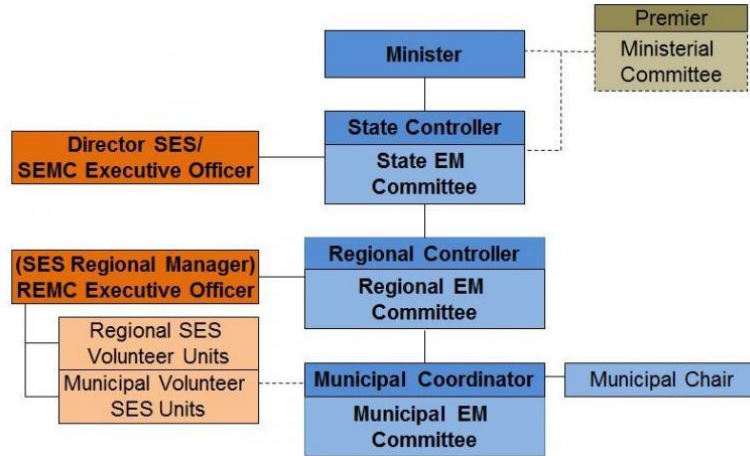 Premier
Ministerial
Committee
Minister
State Controller
State EM
Committee
Director SES/
SEMC Executive Officer
Regional Controller
Regional EM
Committee
(SES Regional Manager)
REMC Executive Officer
Regional SES
Volunteer Units
Municipal Volunteer
SES Units
Municipal Coordinator
Municipal EM
Committee
Municipal Chair